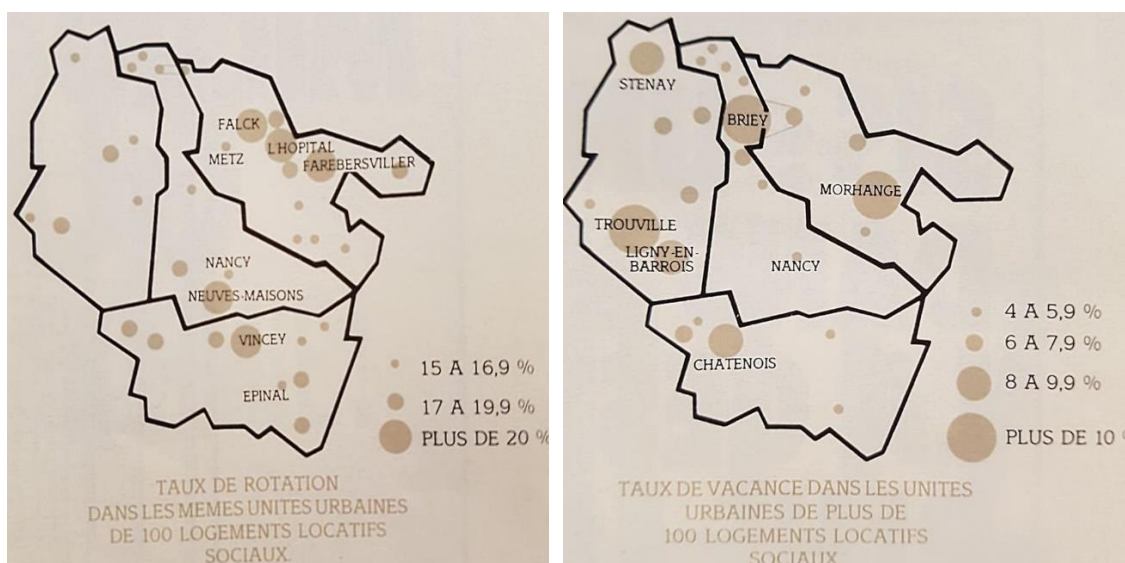 FALCK
L'HOPITAL
METZ
FAREBERSVILLER
NANCY
NEUVES-MAISONS
VINCEY
EPINAL
15 A 16,9 %
17 A 19,9 %
PLUS DE 20 %
TAUX DE ROTATION
DANS LES MEMES UNITES URBAINES
DE 100 LOGEMENTS LOCATIFS
SOCIAUX.
STENAY
BRIEY
MORHANGE
TROUVILLE
LIGNY-EN-
BARROIS
NANCY
CHATENOIS
4 A 5,9 %
6 A 7,9 %
8 A 9,9 %
PLUS DE 10 %
TAUX DE VACANCE DANS LES UNITES
URBAINES DE PLUS DE
100 LOGEMENTS LOCATIFS
SOCIAUX